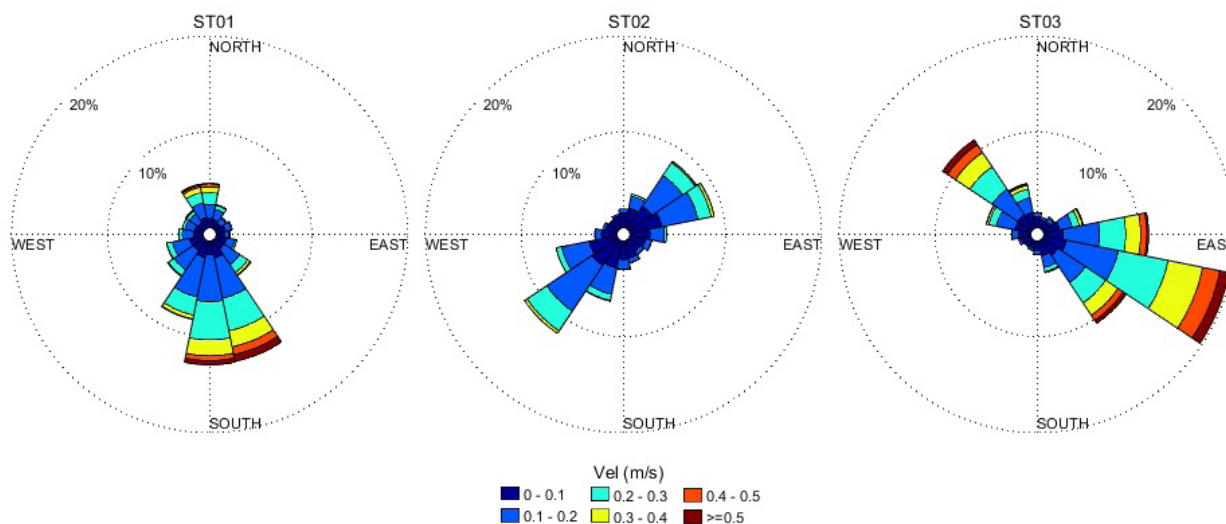 ST01 ST02 ST03
NORTH NORTH NORTH
20% 20% 20%
10% 10% 10%
WEST EAST WEST EAST WEST EAST
SOUTH SOUTH SOUTH
Vel (m/s)
0 - 0.1 0.2 - 0.3 0.4 - 0.5
0.1 - 0.2 0.3 - 0.4 >=0.5